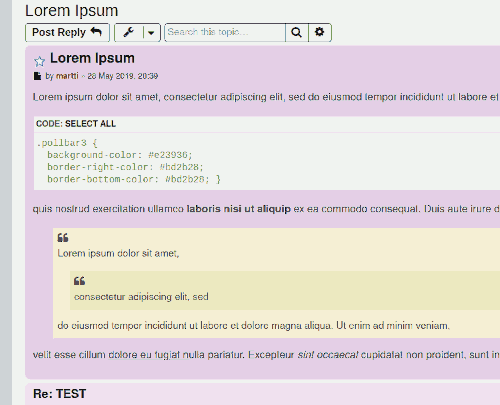 Lorem Ipsum
Post Reply
Search this topic…
Lorem Ipsum
by martti » 28 May 2019, 20:39
Lorem ipsum dolor sit amet, consectetur adipiscing elit, sed do eiusmod tempor incididunt ut labore et
CODE: SELECT ALL
.pollbar3 {
background-color: #e23936;
border-right-color: #bd2b28;
border-bottom-color: #bd2b28; }
quis nostrud exercitation ullamco laboris nisi ut aliquip ex ea commodo consequat. Duis aute irure d
Lorem ipsum dolor sit amet,
consectetur adipiscing elit, sed
do eiusmod tempor incididunt ut labore et dolore magna aliqua. Ut enim ad minim veniam,
velit esse cillum dolore eu fugiat nulla pariatur. Excepteur sint occaecat cupidatat non proident, sunt in
Re: TEST